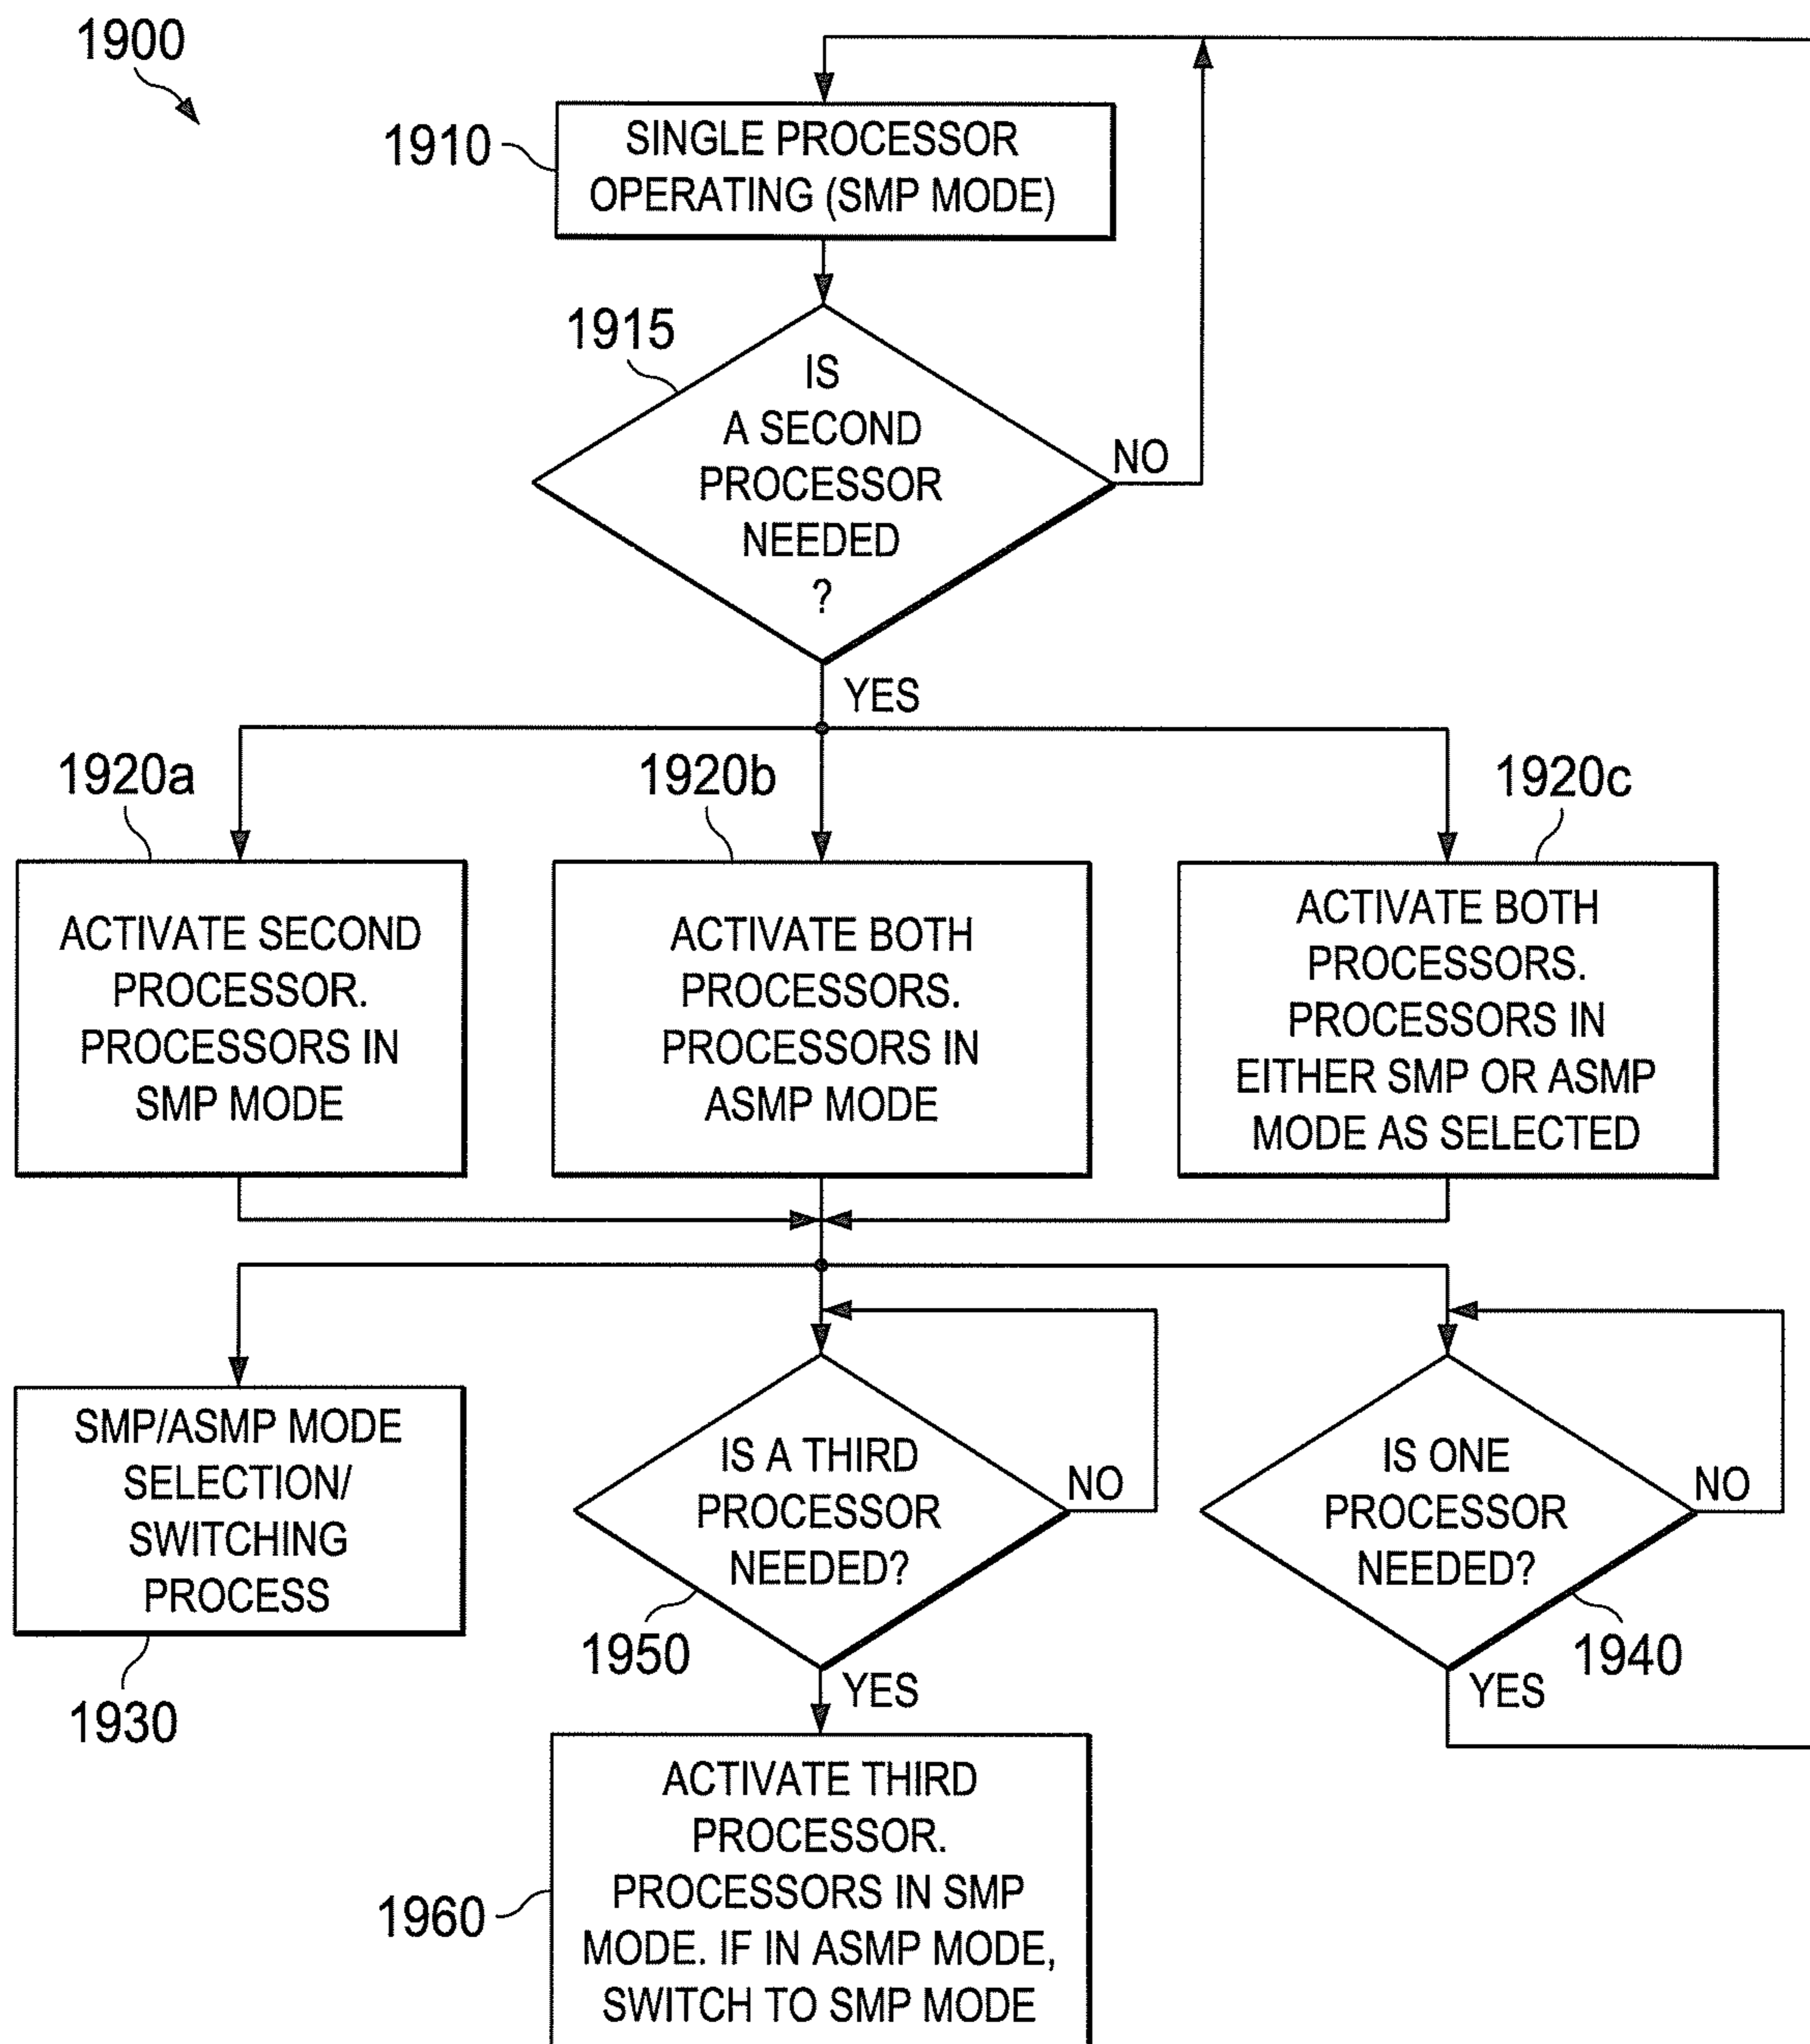 1900
1910
SINGLE PROCESSOR
OPERATING (SMP MODE)
1915
IS
A SECOND
PROCESSOR
NEEDED
?
NO
YES
1920a
ACTIVATE SECOND
PROCESSOR.
PROCESSORS IN
SMP MODE
1920b
ACTIVATE BOTH
PROCESSORS.
PROCESSORS IN
ASMP MODE
1920c
ACTIVATE BOTH
PROCESSORS.
PROCESSORS IN
EITHER SMP OR ASMP
MODE AS SELECTED
SMP/ASMP MODE
SELECTION/
SWITCHING
PROCESS
1930
IS A THIRD
PROCESSOR
NEEDED?
NO
1950
YES
IS ONE
PROCESSOR
NEEDED?
NO
1940
YES
1960
ACTIVATE THIRD
PROCESSOR.
PROCESSORS IN SMP
MODE. IF IN ASMP MODE,
SWITCH TO SMP MODE